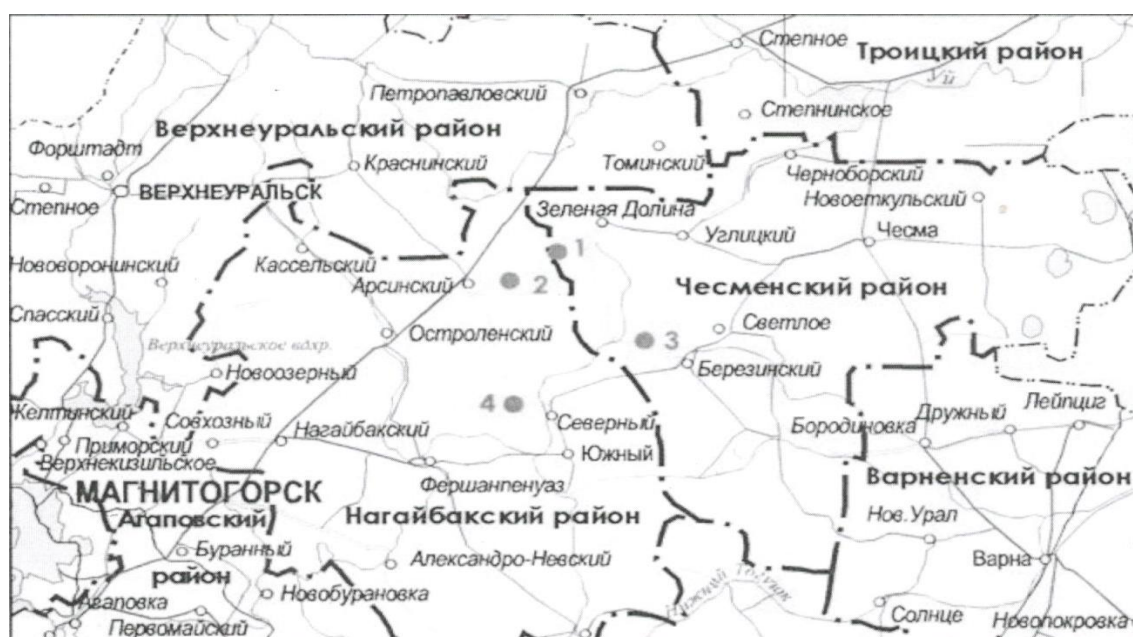 Степное
Троицкий район
Уй
Петропавловский
Степнинское
Верхнеуральский район
Форштадт
Краснинский
Томинский
Черноборский
ВЕРХНЕУРАЛЬСК
Степное
Новоеткульский
Зеленая Долина
Углицкий
Чесма
Нововоронинский
Кассельский
1
Арсинский
2
Чесменский район
Спасский
Остроленский
Светлое
Верхнеуральское вдхр.
3
Новоозерный
Березинский
Желтинский
Совхозный
4
Северный
Дружный
Лейпциг
Приморский
Нагайбакский
Бородиновка
Верхнекизильское
Южный
Фершанпенуаз
Варненский район
МАГНИТОГОРСК
Агаповский
район
Нагайбакский район
Нов.Урал
Буранный
Александро-Невский
Варна
Новобурановка
Агаповка
Солнце
Новопокровка
Первомайский